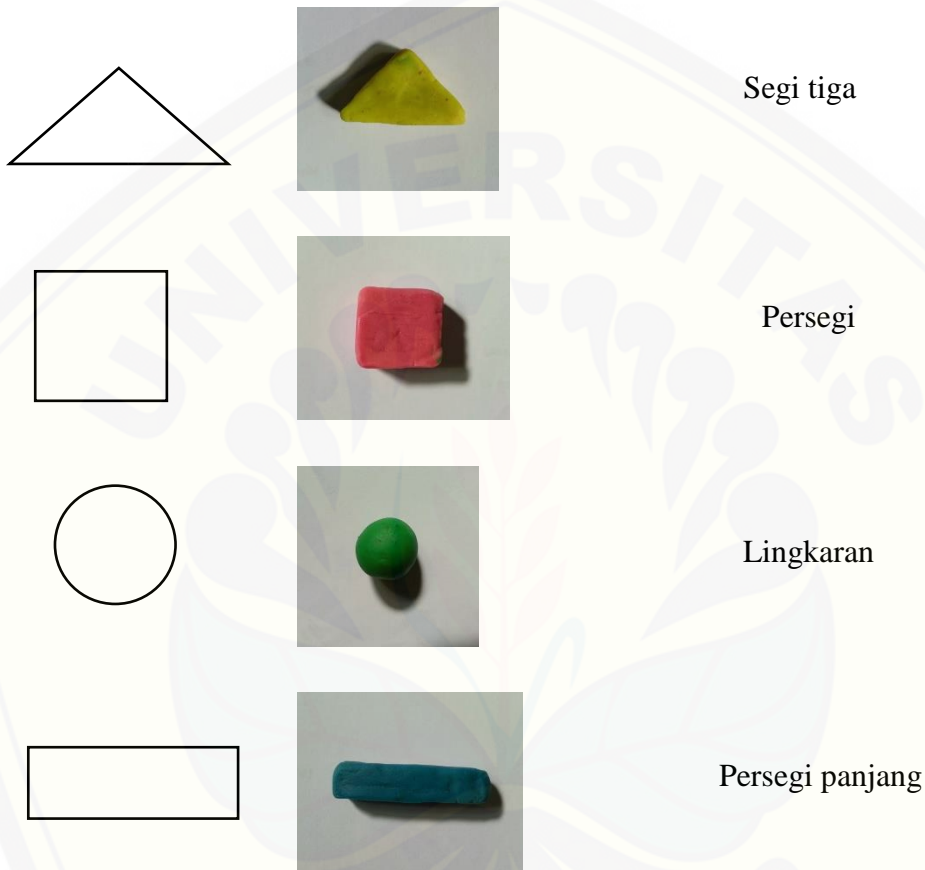 Segi tiga
UNIVERSITAS
Persegi
Lingkaran
Persegi panjang